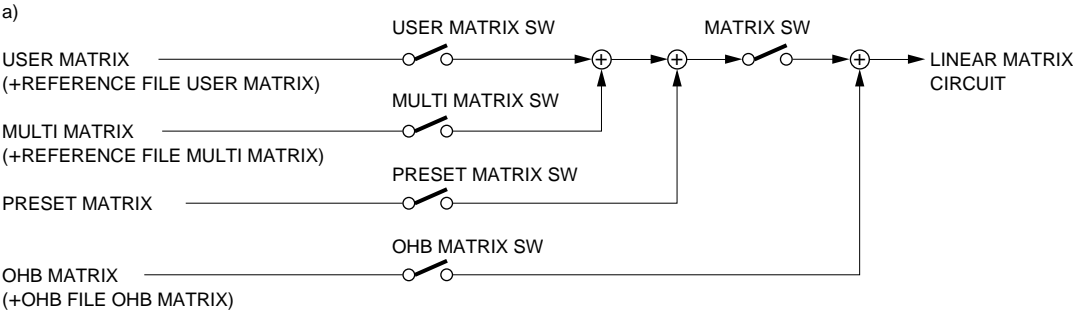 a)
USER MATRIX SW
MATRIX SW
USER MATRIX
(+REFERENCE FILE USER MATRIX)
LINEAR MATRIX
CIRCUIT
MULTI MATRIX SW
MULTI MATRIX
(+REFERENCE FILE MULTI MATRIX)
PRESET MATRIX SW
PRESET MATRIX
OHB MATRIX SW
OHB MATRIX
(+OHB FILE OHB MATRIX)